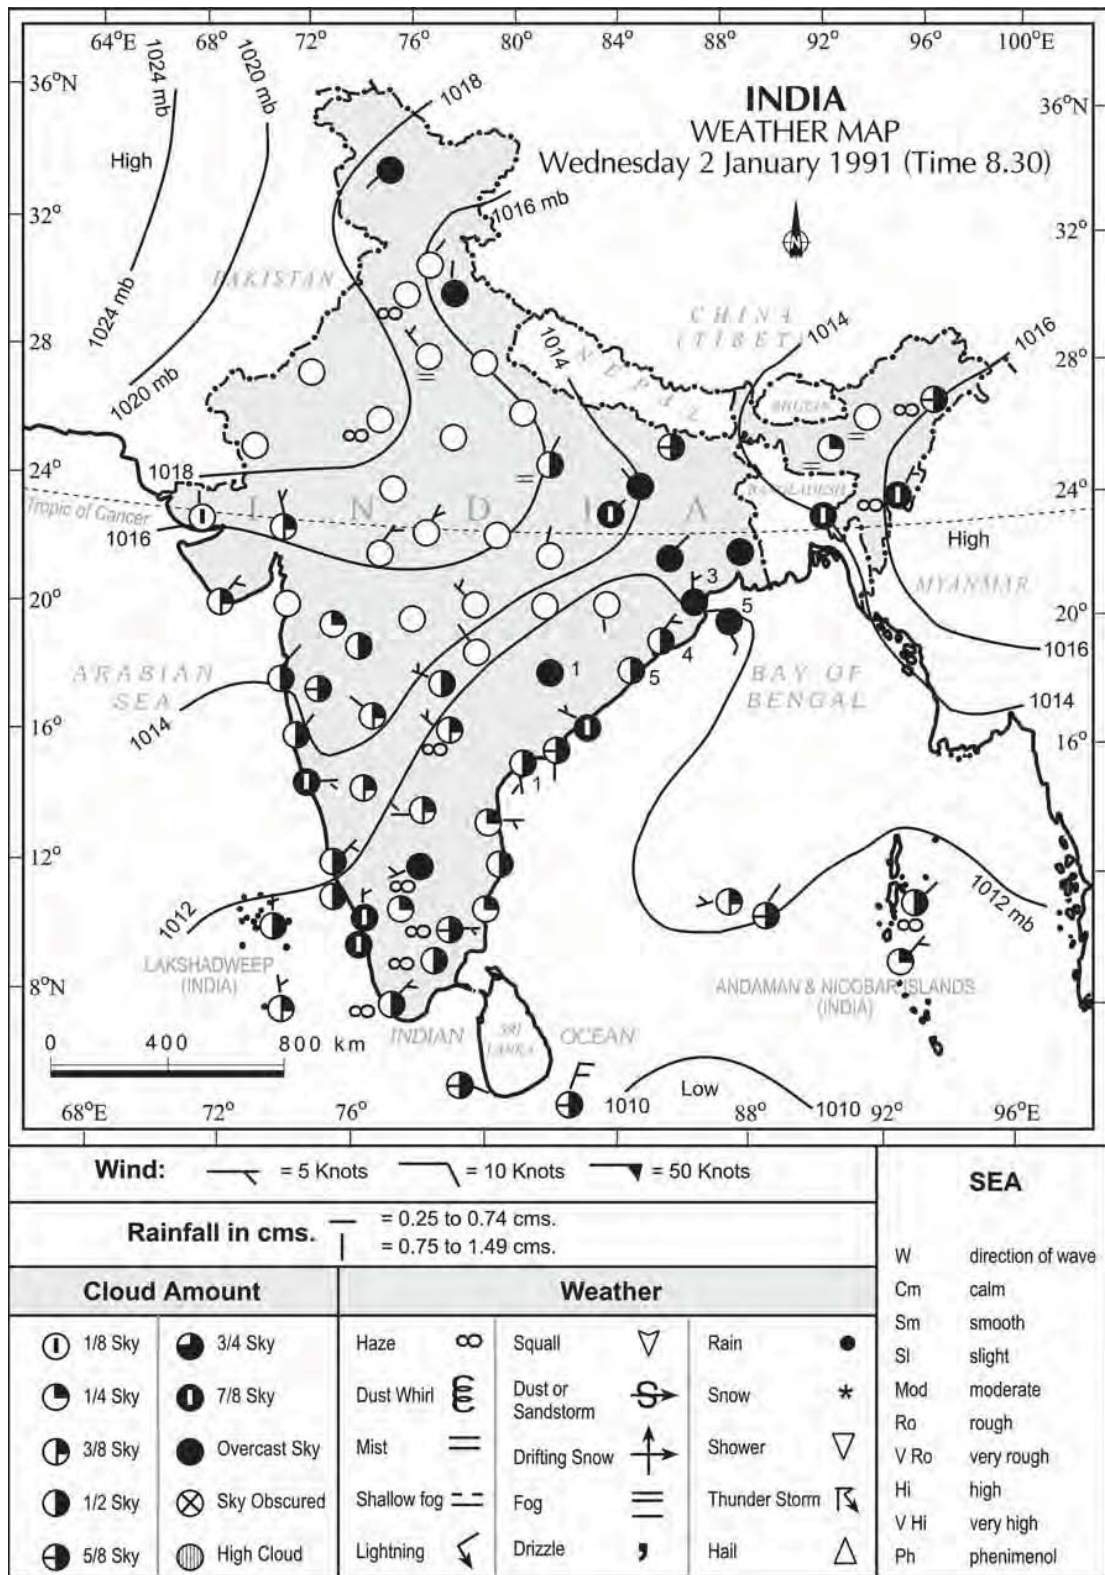 64°E 68° 72° 76° 80° 84° 88° 92° 96° 100°E
36°N
32°
28°
24°
20°
16°
12°
8°N
36°N
32°
28°
24°
20°
16°
INDIA
WEATHER MAP
Wednesday 2 January 1991 (Time 8.30)
N
1024 mb
1020 mb
1018
High
1016 mb
PAKISTAN
1024 mb
1020 mb
CHINA
(TIBET)
1014
1014
1016
NEPAL
BHUTAN
1018
Tropic of Cancer
1016
INDIA
BANGLADESH
High
MYANMAR
1016
1014
3
5
4
5
1
1
ARABIAN
SEA
1014
BAY OF
BENGAL
1012
1012 mb
LAKSHADWEEP
(INDIA)
ANDAMAN & NICOBAR ISLANDS
(INDIA)
INDIAN OCEAN
SRI
LANKA
0 400 800 km
Low
1010
1010
68°E 72° 76° 80° 84° 88° 92° 96°E
Wind: = 5 Knots = 10 Knots = 50 Knots
Rainfall in cms. = 0.25 to 0.74 cms.
= 0.75 to 1.49 cms.
Cloud Amount
1/8 Sky 3/4 Sky
1/4 Sky 7/8 Sky
3/8 Sky Overcast Sky
1/2 Sky Sky Obscured
5/8 Sky High Cloud
Weather
Haze Squall Rain
Dust Whirl Dust or Sandstorm Snow
Mist Drifting Snow Shower
Shallow fog Fog Thunder Storm
Lightning Drizzle Hail
SEA
W direction of wave
Cm calm
Sm smooth
Sl slight
Mod moderate
Ro rough
V Ro very rough
Hi high
V Hi very high
Ph phenimenol